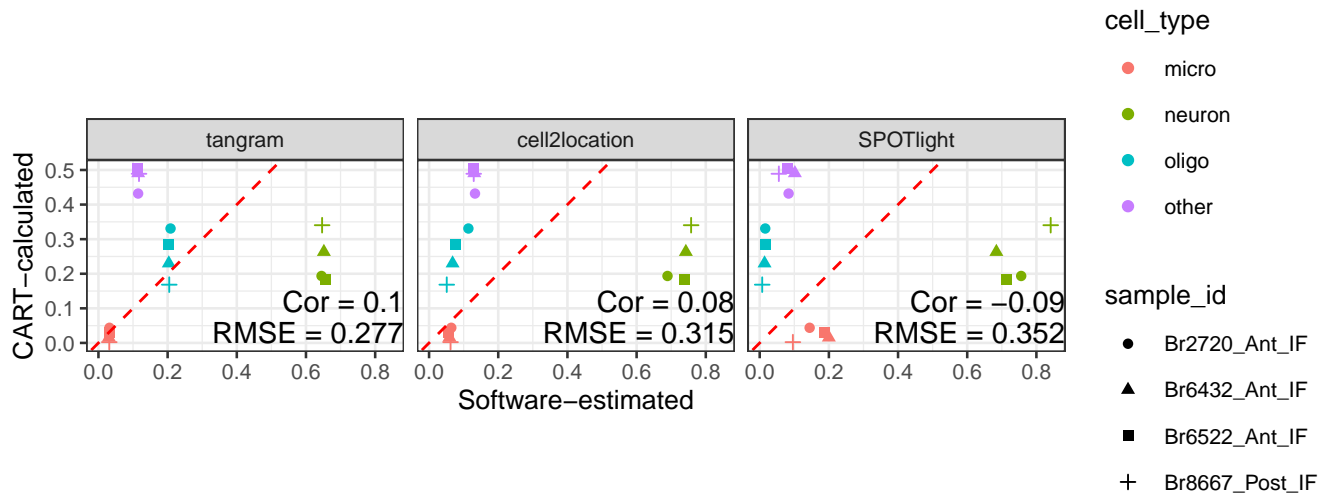 tangram
cell2location
SPOTlight
CART−calculated
0.5
0.4
0.3
0.2
0.1
0.0
Cor = 0.1
RMSE = 0.277
Cor = 0.08
RMSE = 0.315
Cor = −0.09
RMSE = 0.352
0.0 0.2 0.4 0.6 0.8
0.0 0.2 0.4 0.6 0.8
0.0 0.2 0.4 0.6 0.8
Software−estimated
cell_type
micro
neuron
oligo
other
sample_id
Br2720_Ant_IF
Br6432_Ant_IF
Br6522_Ant_IF
Br8667_Post_IF